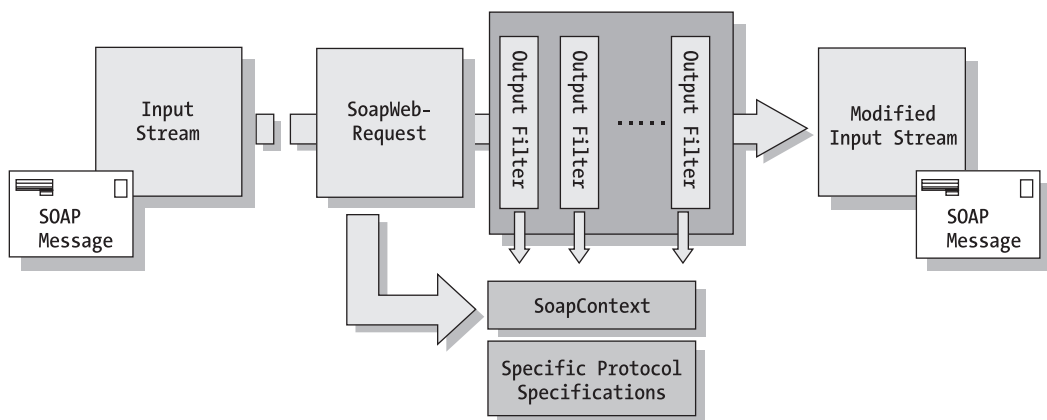 Input
Stream
SOAP
Message
SoapWeb-
Request
Output Filter
Output Filter
Output Filter
Modified
Input Stream
SOAP
Message
SoapContext
Specific Protocol
Specifications